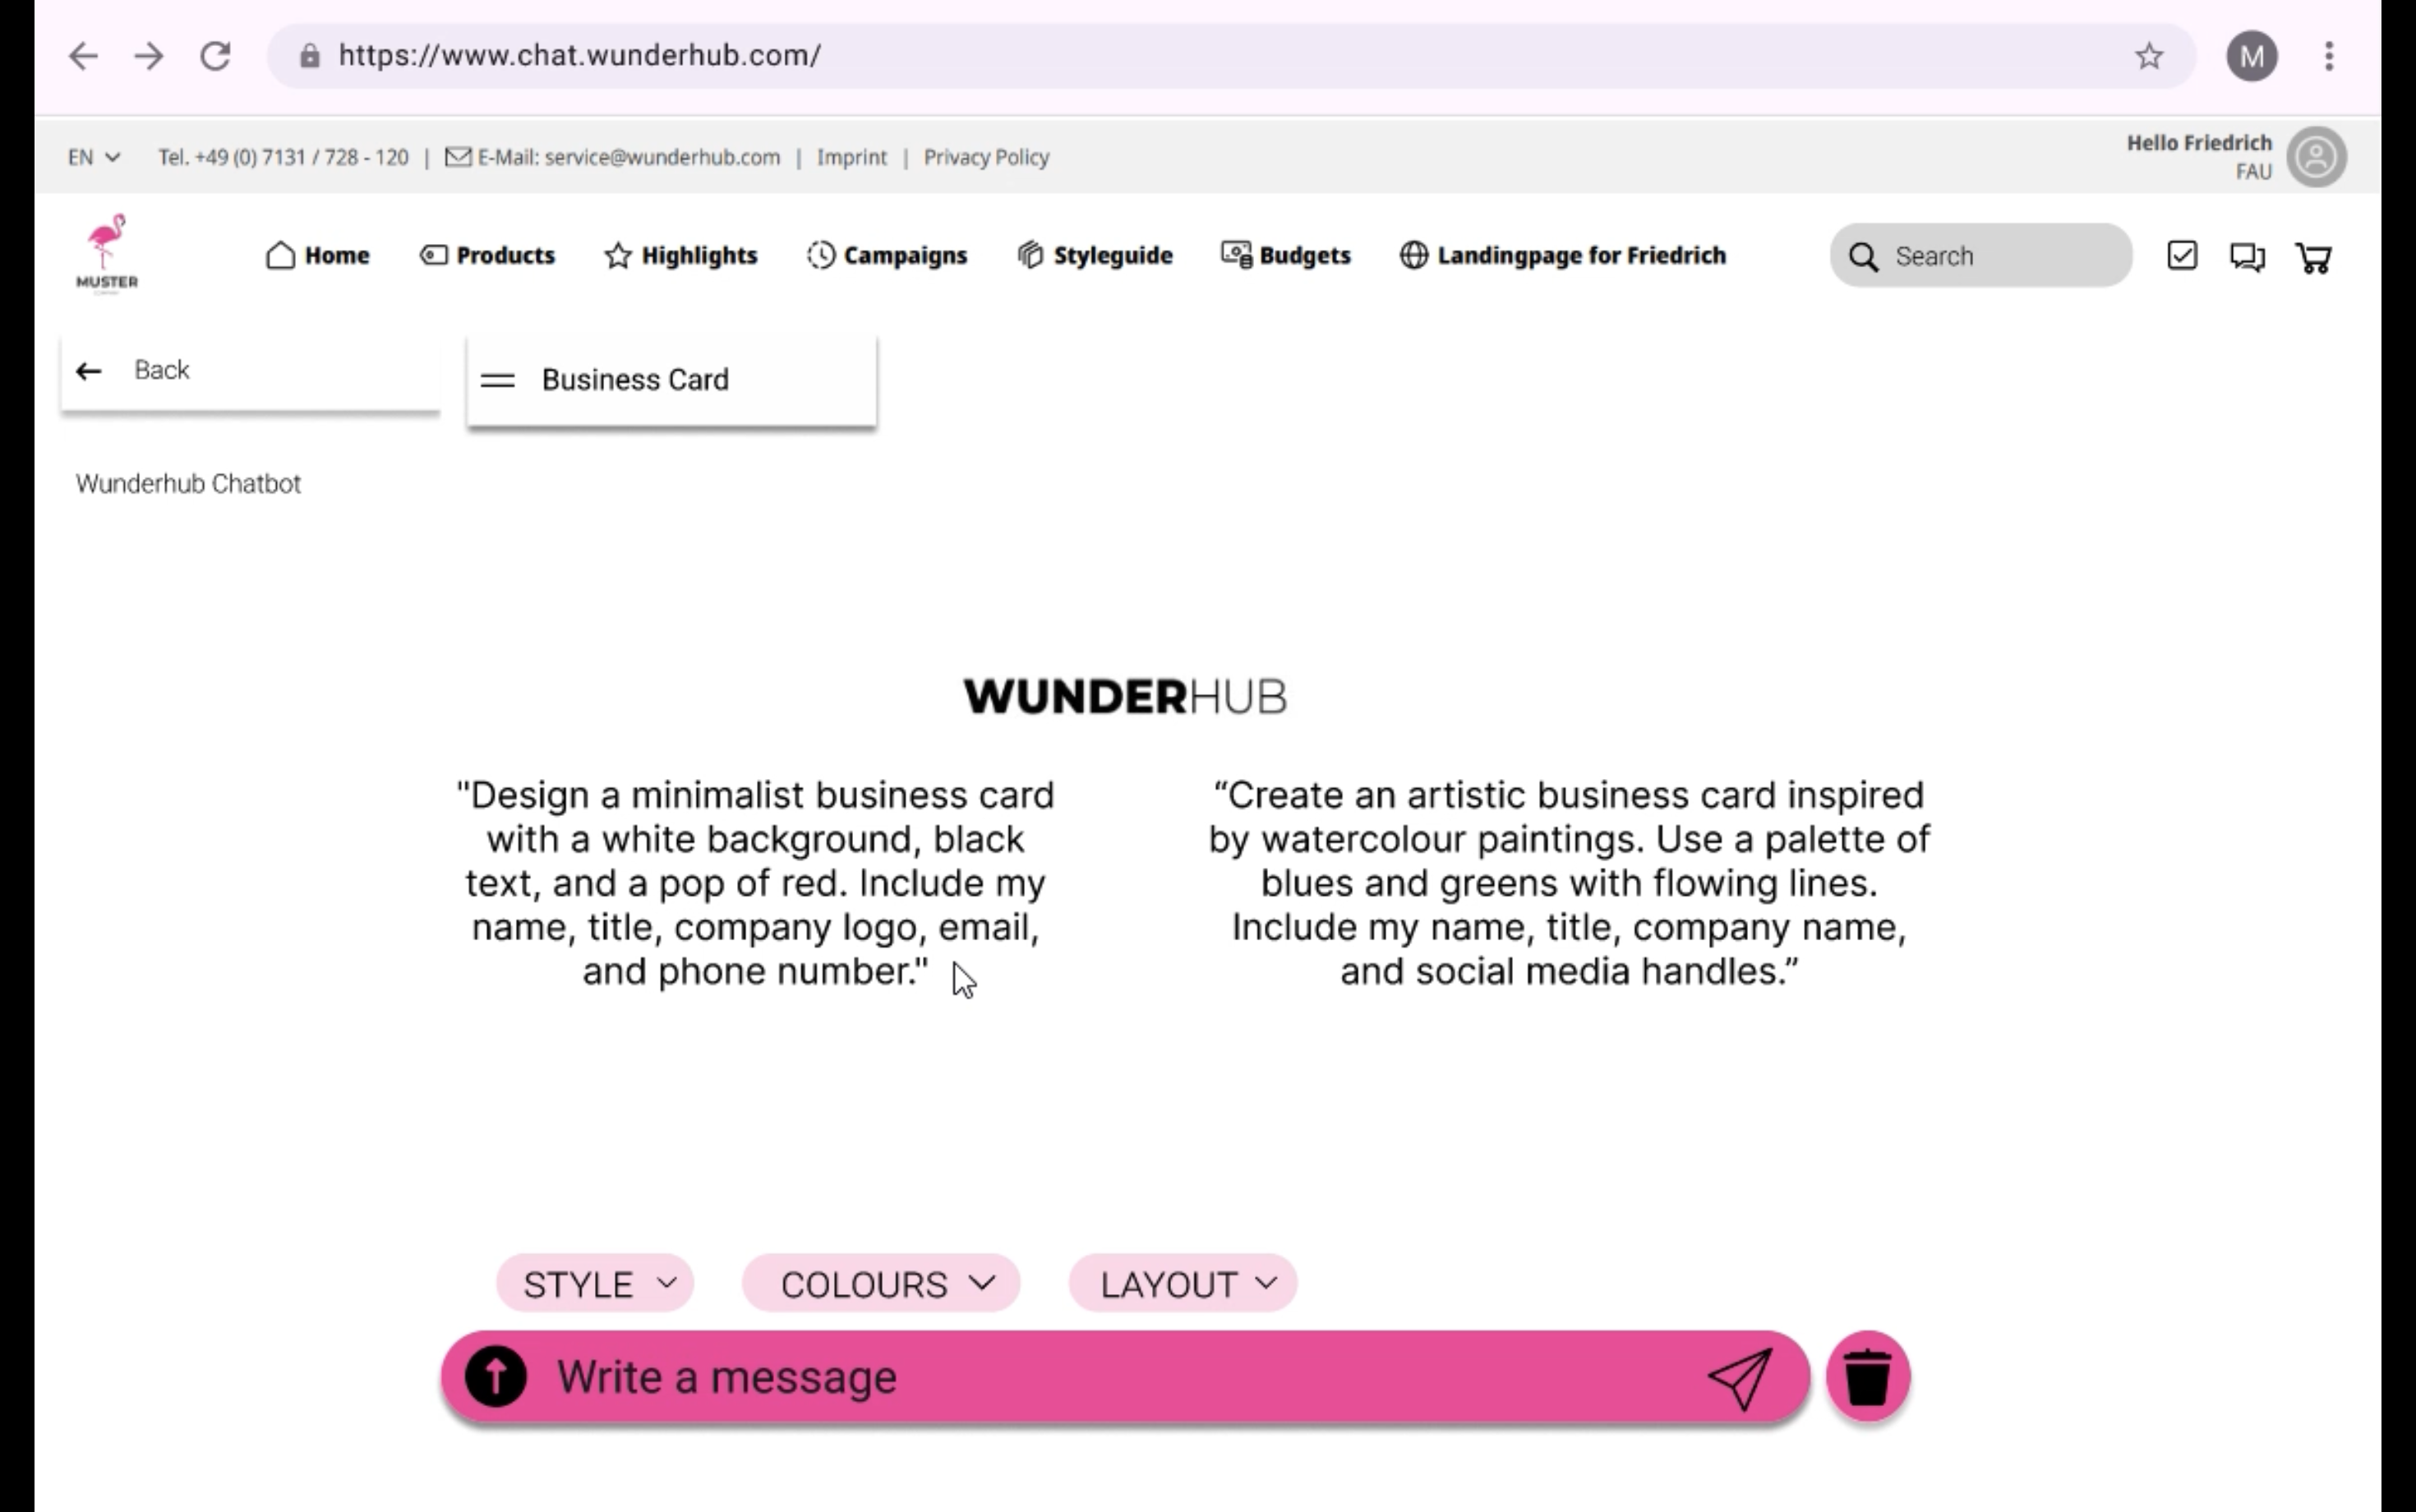 https://www.chat.wunderhub.com/
M
EN
Tel. +49 (0) 7131 / 728 - 120 | E-Mail: service@wunderhub.com | Imprint | Privacy Policy
Hello Friedrich
FAU
MUSTER
Home
Products
Highlights
Campaigns
Styleguide
Budgets
Landingpage for Friedrich
Search
Back
Business Card
Wunderhub Chatbot
WUNDERHUB
"Design a minimalist business card
with a white background, black
text, and a pop of red. Include my
name, title, company logo, email,
and phone number."
“Create an artistic business card inspired
by watercolour paintings. Use a palette of
blues and greens with flowing lines.
Include my name, title, company name,
and social media handles.”
STYLE
COLOURS
LAYOUT
Write a message